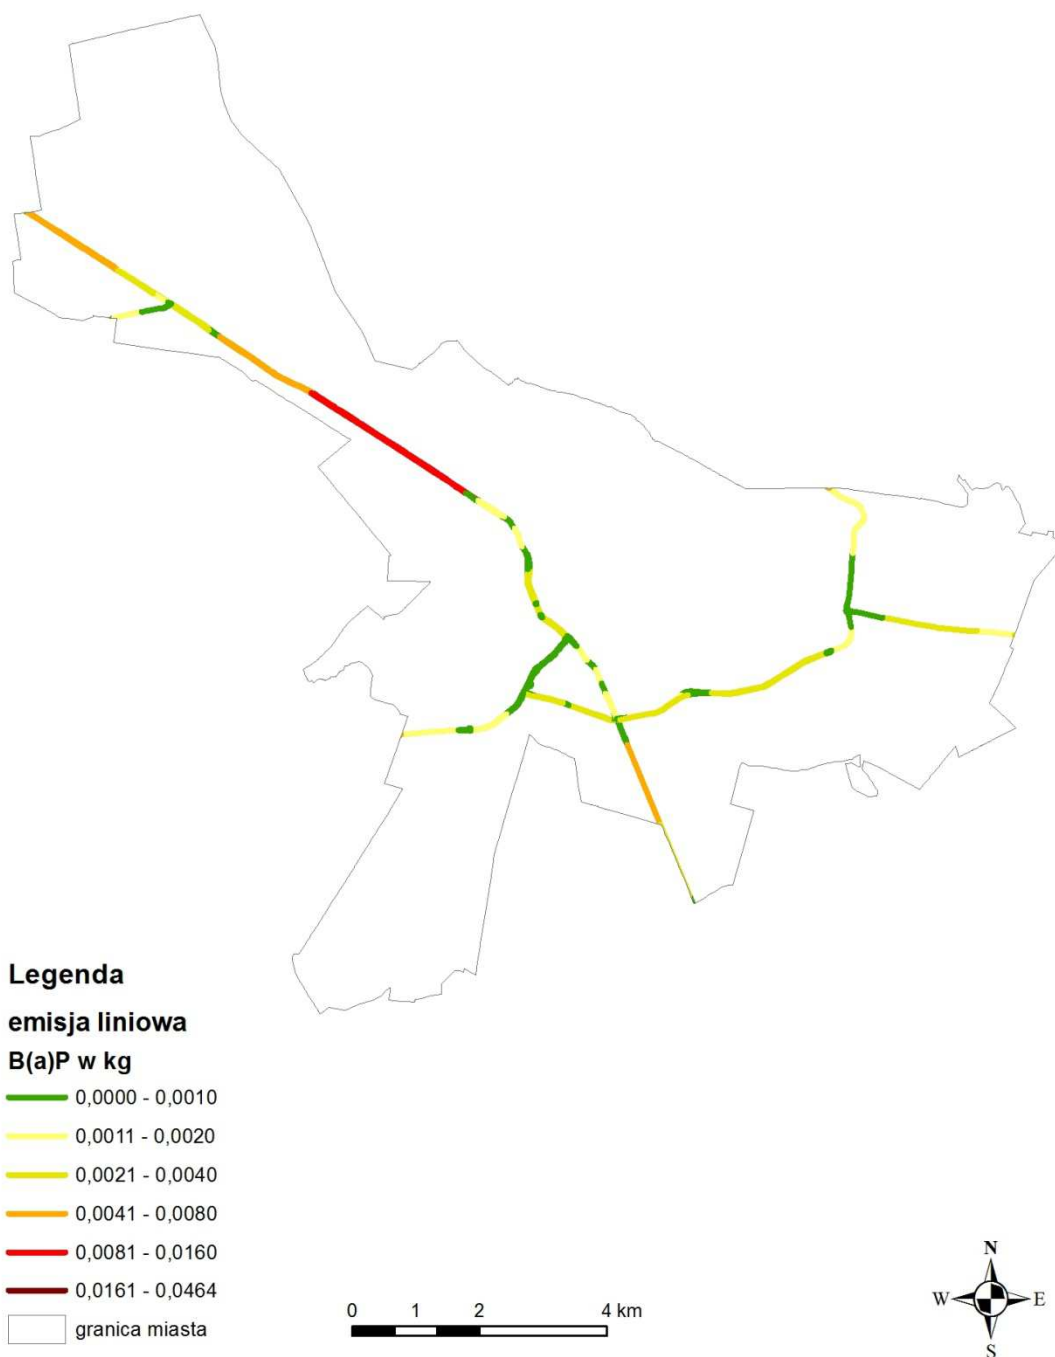 Legenda
emisja liniowa
B(a)P w kg
0,0000 - 0,0010
0,0011 - 0,0020
0,0021 - 0,0040
0,0041 - 0,0080
0,0081 - 0,0160
0,0161 - 0,0464
granica miasta
0 1 2 4 km
N
W E
S